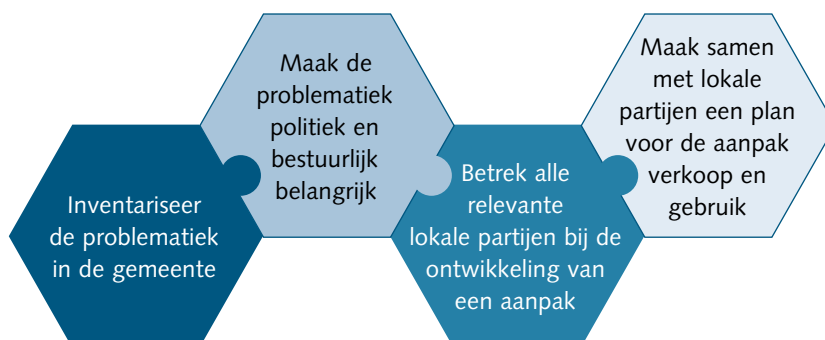 Inventariseer
de problematiek
in de gemeente
Maak de
problematiek
politiek en
bestuurlijk
belangrijk
Betrek alle
relevante
lokale partijen bij de
ontwikkeling van
een aanpak
Maak samen
met lokale
partijen een plan
voor de aanpak
verkoop en
gebruik